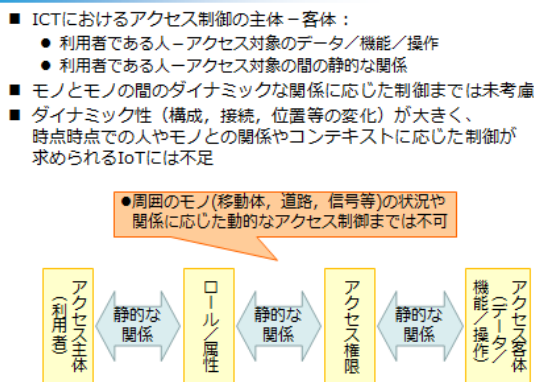 ■ ICTにおけるアクセス制御の主体－客体：
● 利用者である人－アクセス対象のデータ／機能／操作
● 利用者である人ーアクセス対象の間の静的な関係
■ モノとモノの間のダイナミックな関係に応じた制御までは未考慮
■ ダイナミック性（構成，接続，位置等の変化）が大きく、
時点時点での人やモノとの関係やコンテキストに応じた制御が
求められるIoTには不足
●周囲のモノ(移動体，道路，信号等)の状況や
関係に応じた動的なアクセス制御までは不可
アクセス主体
（利用者）
静的な
関係
ロール／属性
静的な
関係
アクセス権限
静的な
関係
アクセス客体
（データ／
機能／操作）